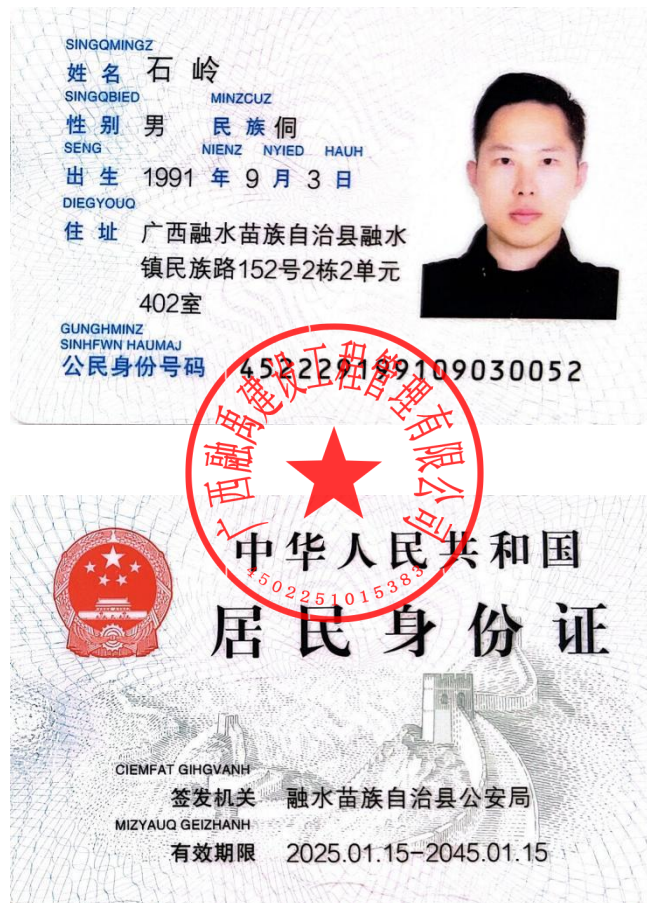 SINGQMINGZ
姓 名 石岭
SINGQBIED MINZCUZ
性 别 男 民 族 侗
SENG NIENZ NYIED HAUH
出 生 1991 年 9 月 3 日
DIEGYOUQ
住 址 广西融水苗族自治县融水
镇民族路152号2栋2单元
402室
GUNGHMINZ
SINHFWN HAUMAJ
公民身份号码 452229199109030052
广西融禹建设工程管理有限公司
4502251015383
中华人民共和国
居民身份证
CIEMFAT GIHGVANH
签发机关 融水苗族自治县公安局
MIZYAUQ GEIZHANH
有效期限 2025.01.15-2045.01.15